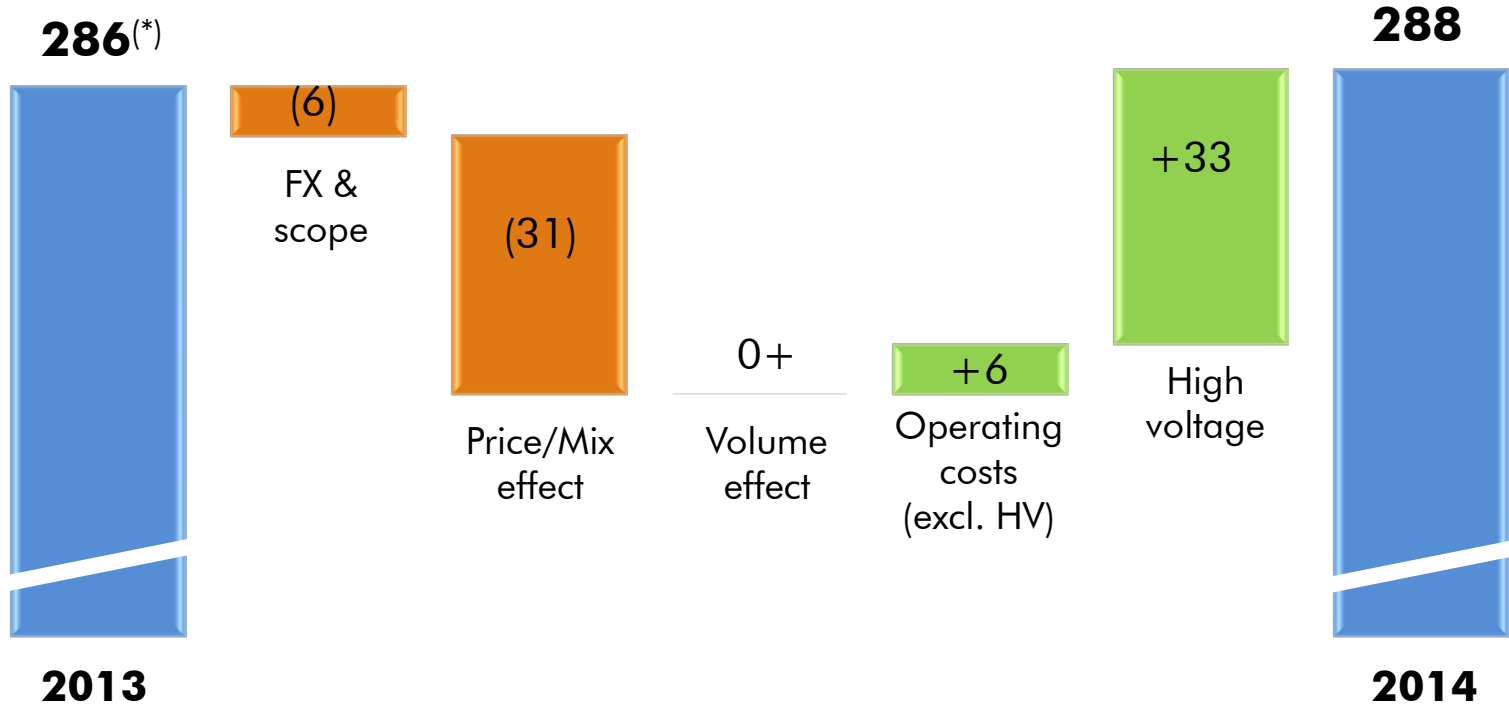 286(*)
(6)
FX &
scope
(31)
Price/Mix
effect
0+
Volume
effect
+6
Operating
costs
(excl. HV)
+33
High
voltage
288
2013
2014